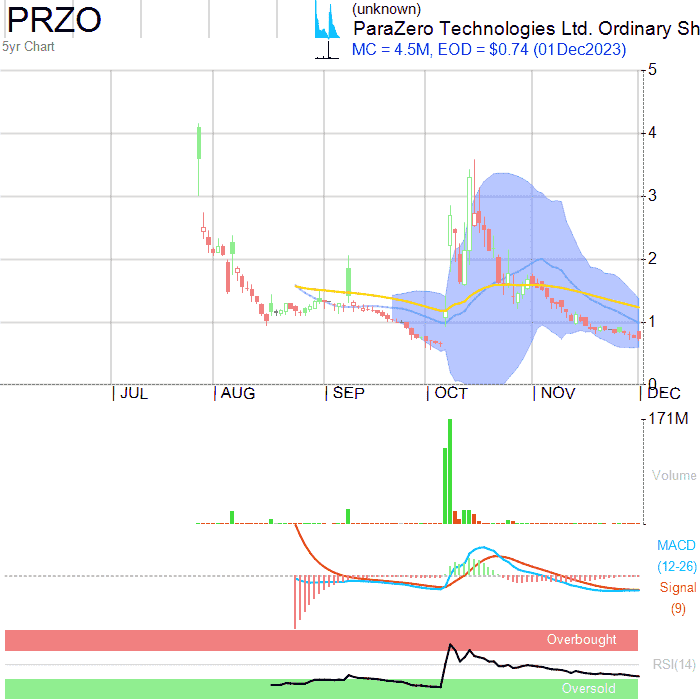 PRZO
(unknown)
ParaZero Technologies Ltd. Ordinary Sh
5yr Chart
MC = 4.5M, EOD = $0.74 (01Dec2023)
5
4
3
2
1
0
JUL
AUG
SEP
OCT
NOV
DEC
171M
Volume
MACD
(12-26)
Signal
(9)
Overbought
RSI(14)
Oversold